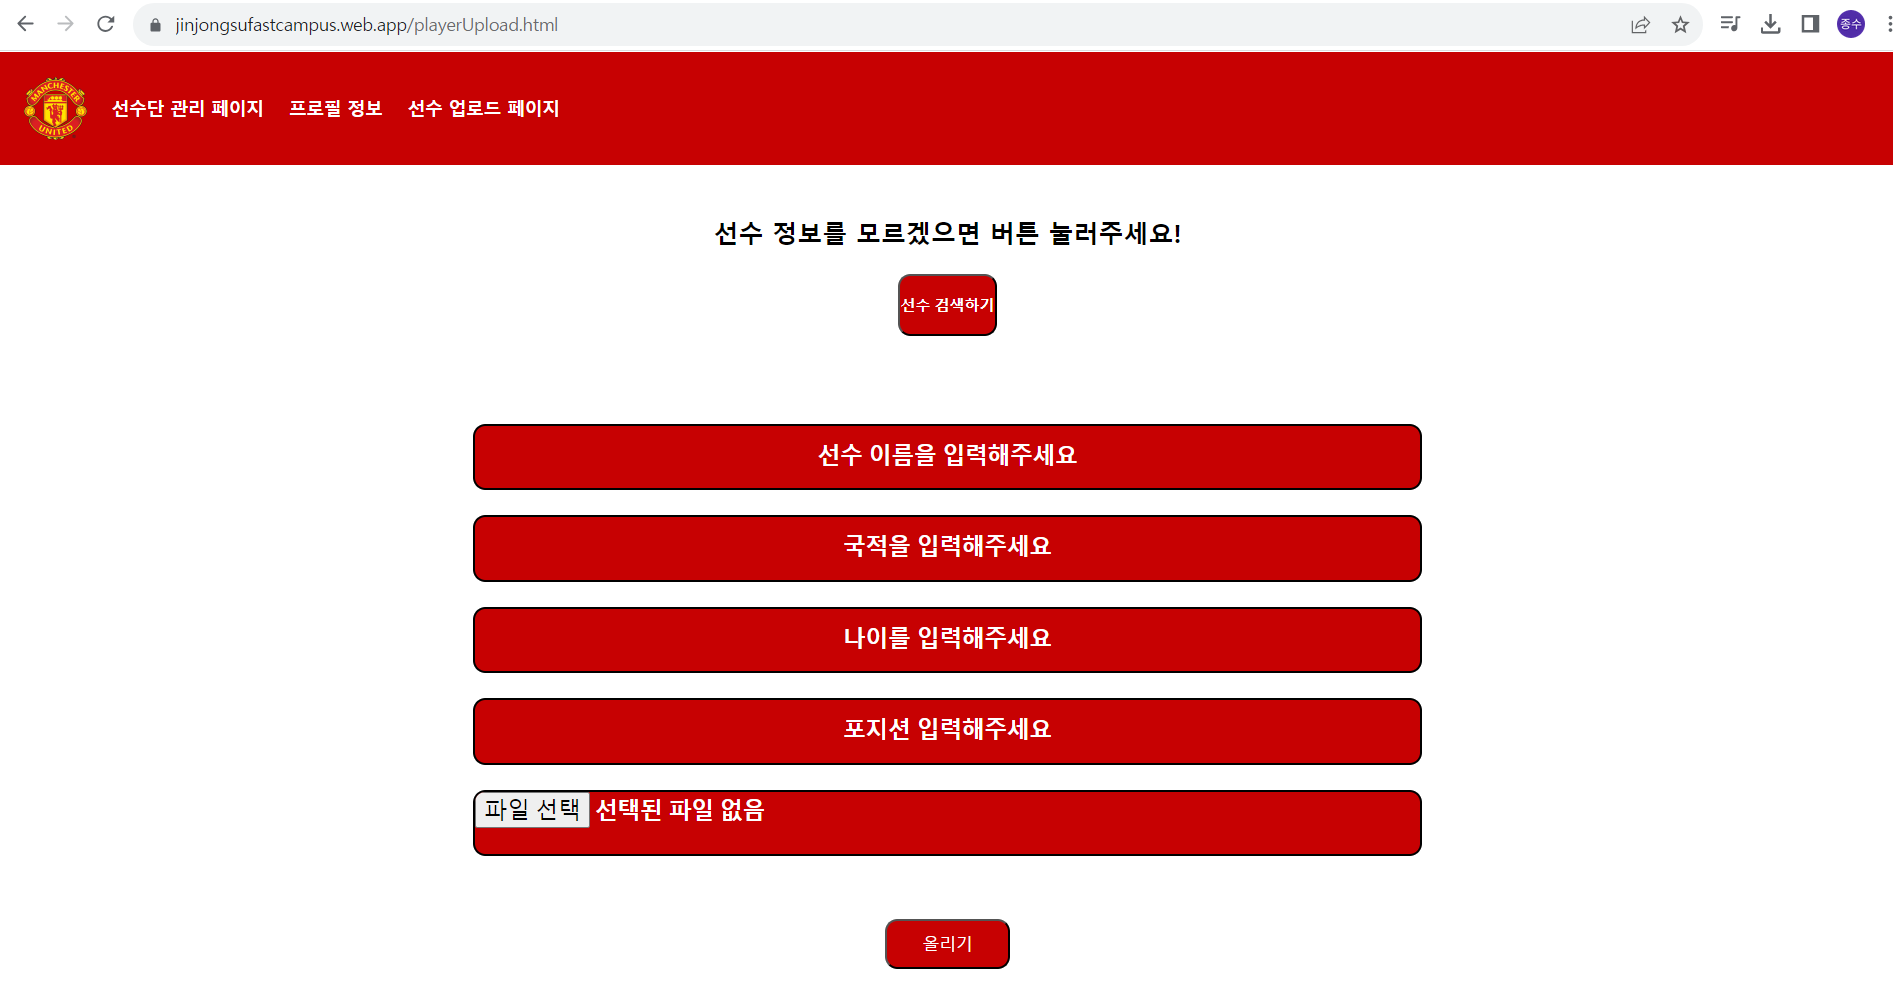 jinjongsufastcampus.web.app/playerUpload.html
종수
MANCHESTER
UNITED
선수단 관리 페이지 프로필 정보 선수 업로드 페이지
선수 정보를 모르겠으면 버튼 눌러주세요!
선수 검색하기
선수 이름을 입력해주세요
국적을 입력해주세요
나이를 입력해주세요
포지션 입력해주세요
파일 선택 선택된 파일 없음
올리기